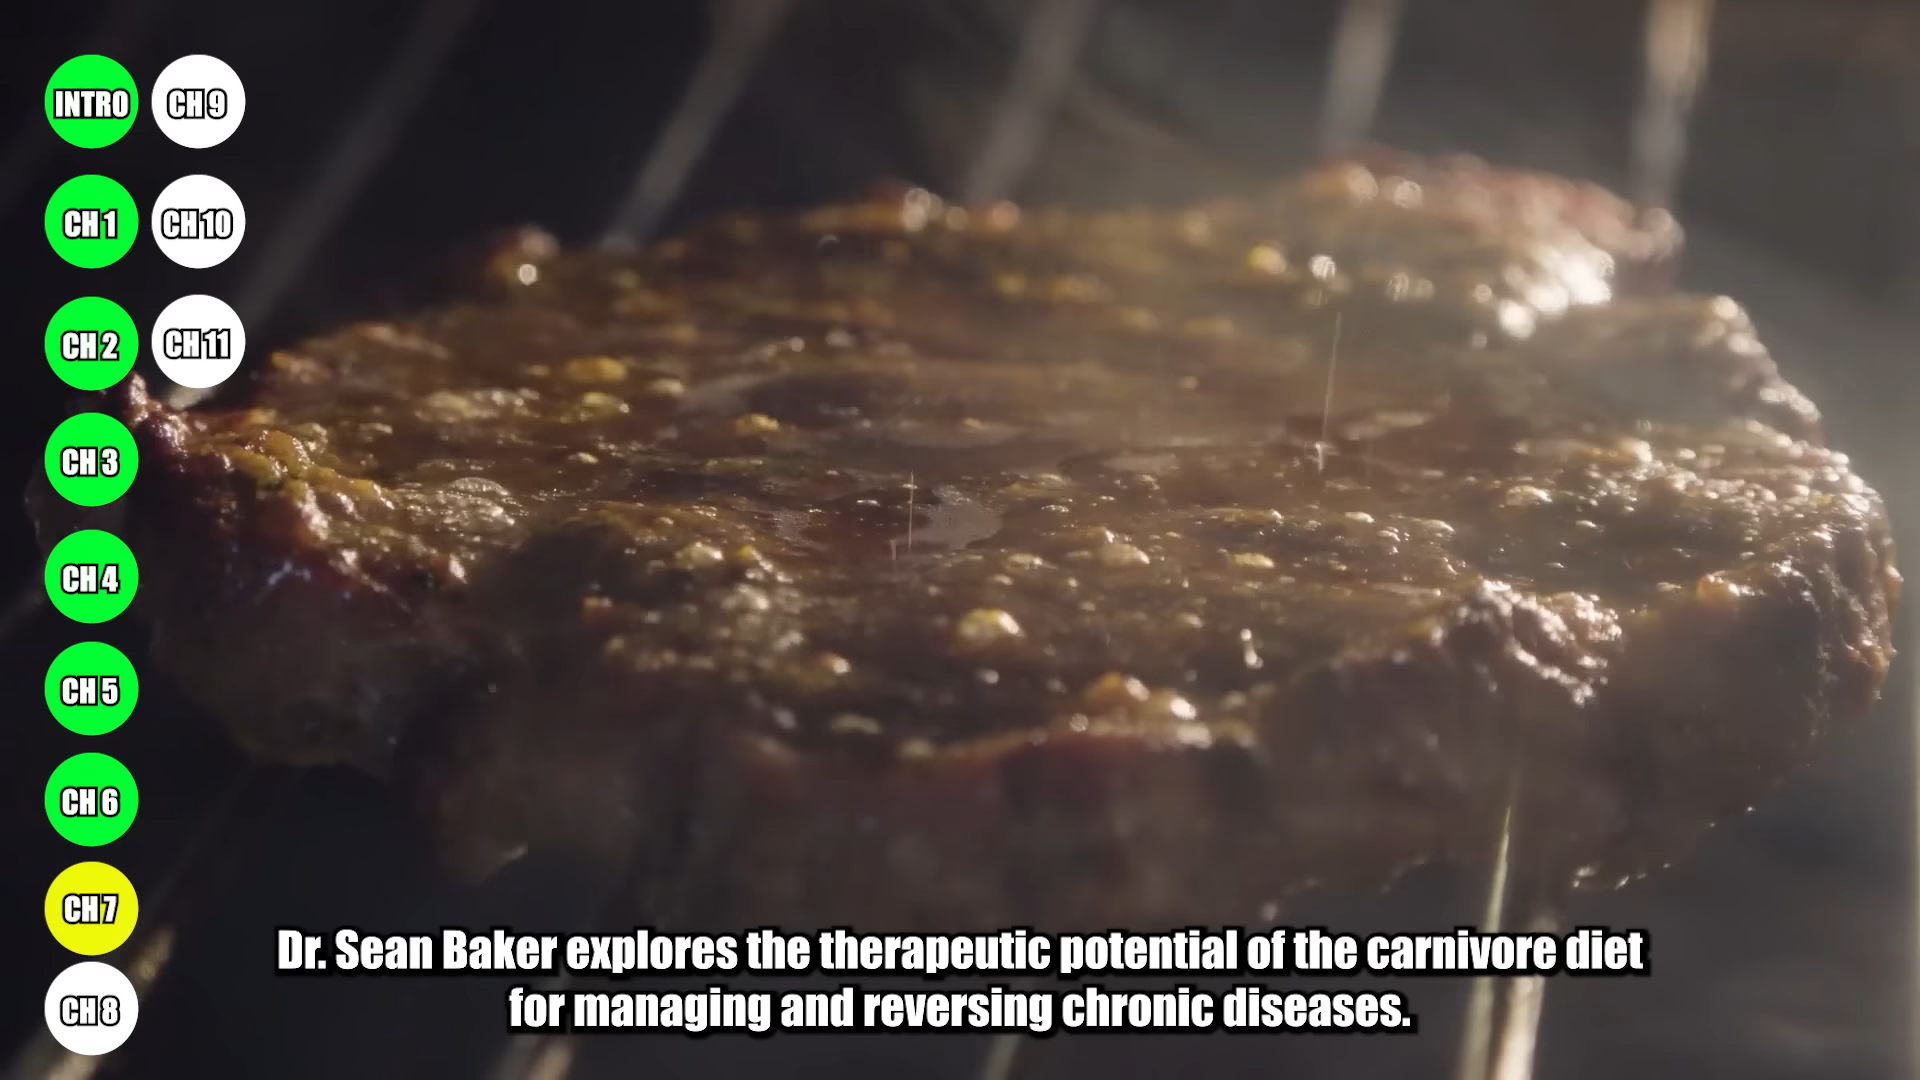 INTRO
CH 9
CH 1
CH 10
CH 2
CH 11
CH 3
CH 4
CH 5
CH 6
CH 7
CH 8
Dr. Sean Baker explores the therapeutic potential of the carnivore diet
for managing and reversing chronic diseases.